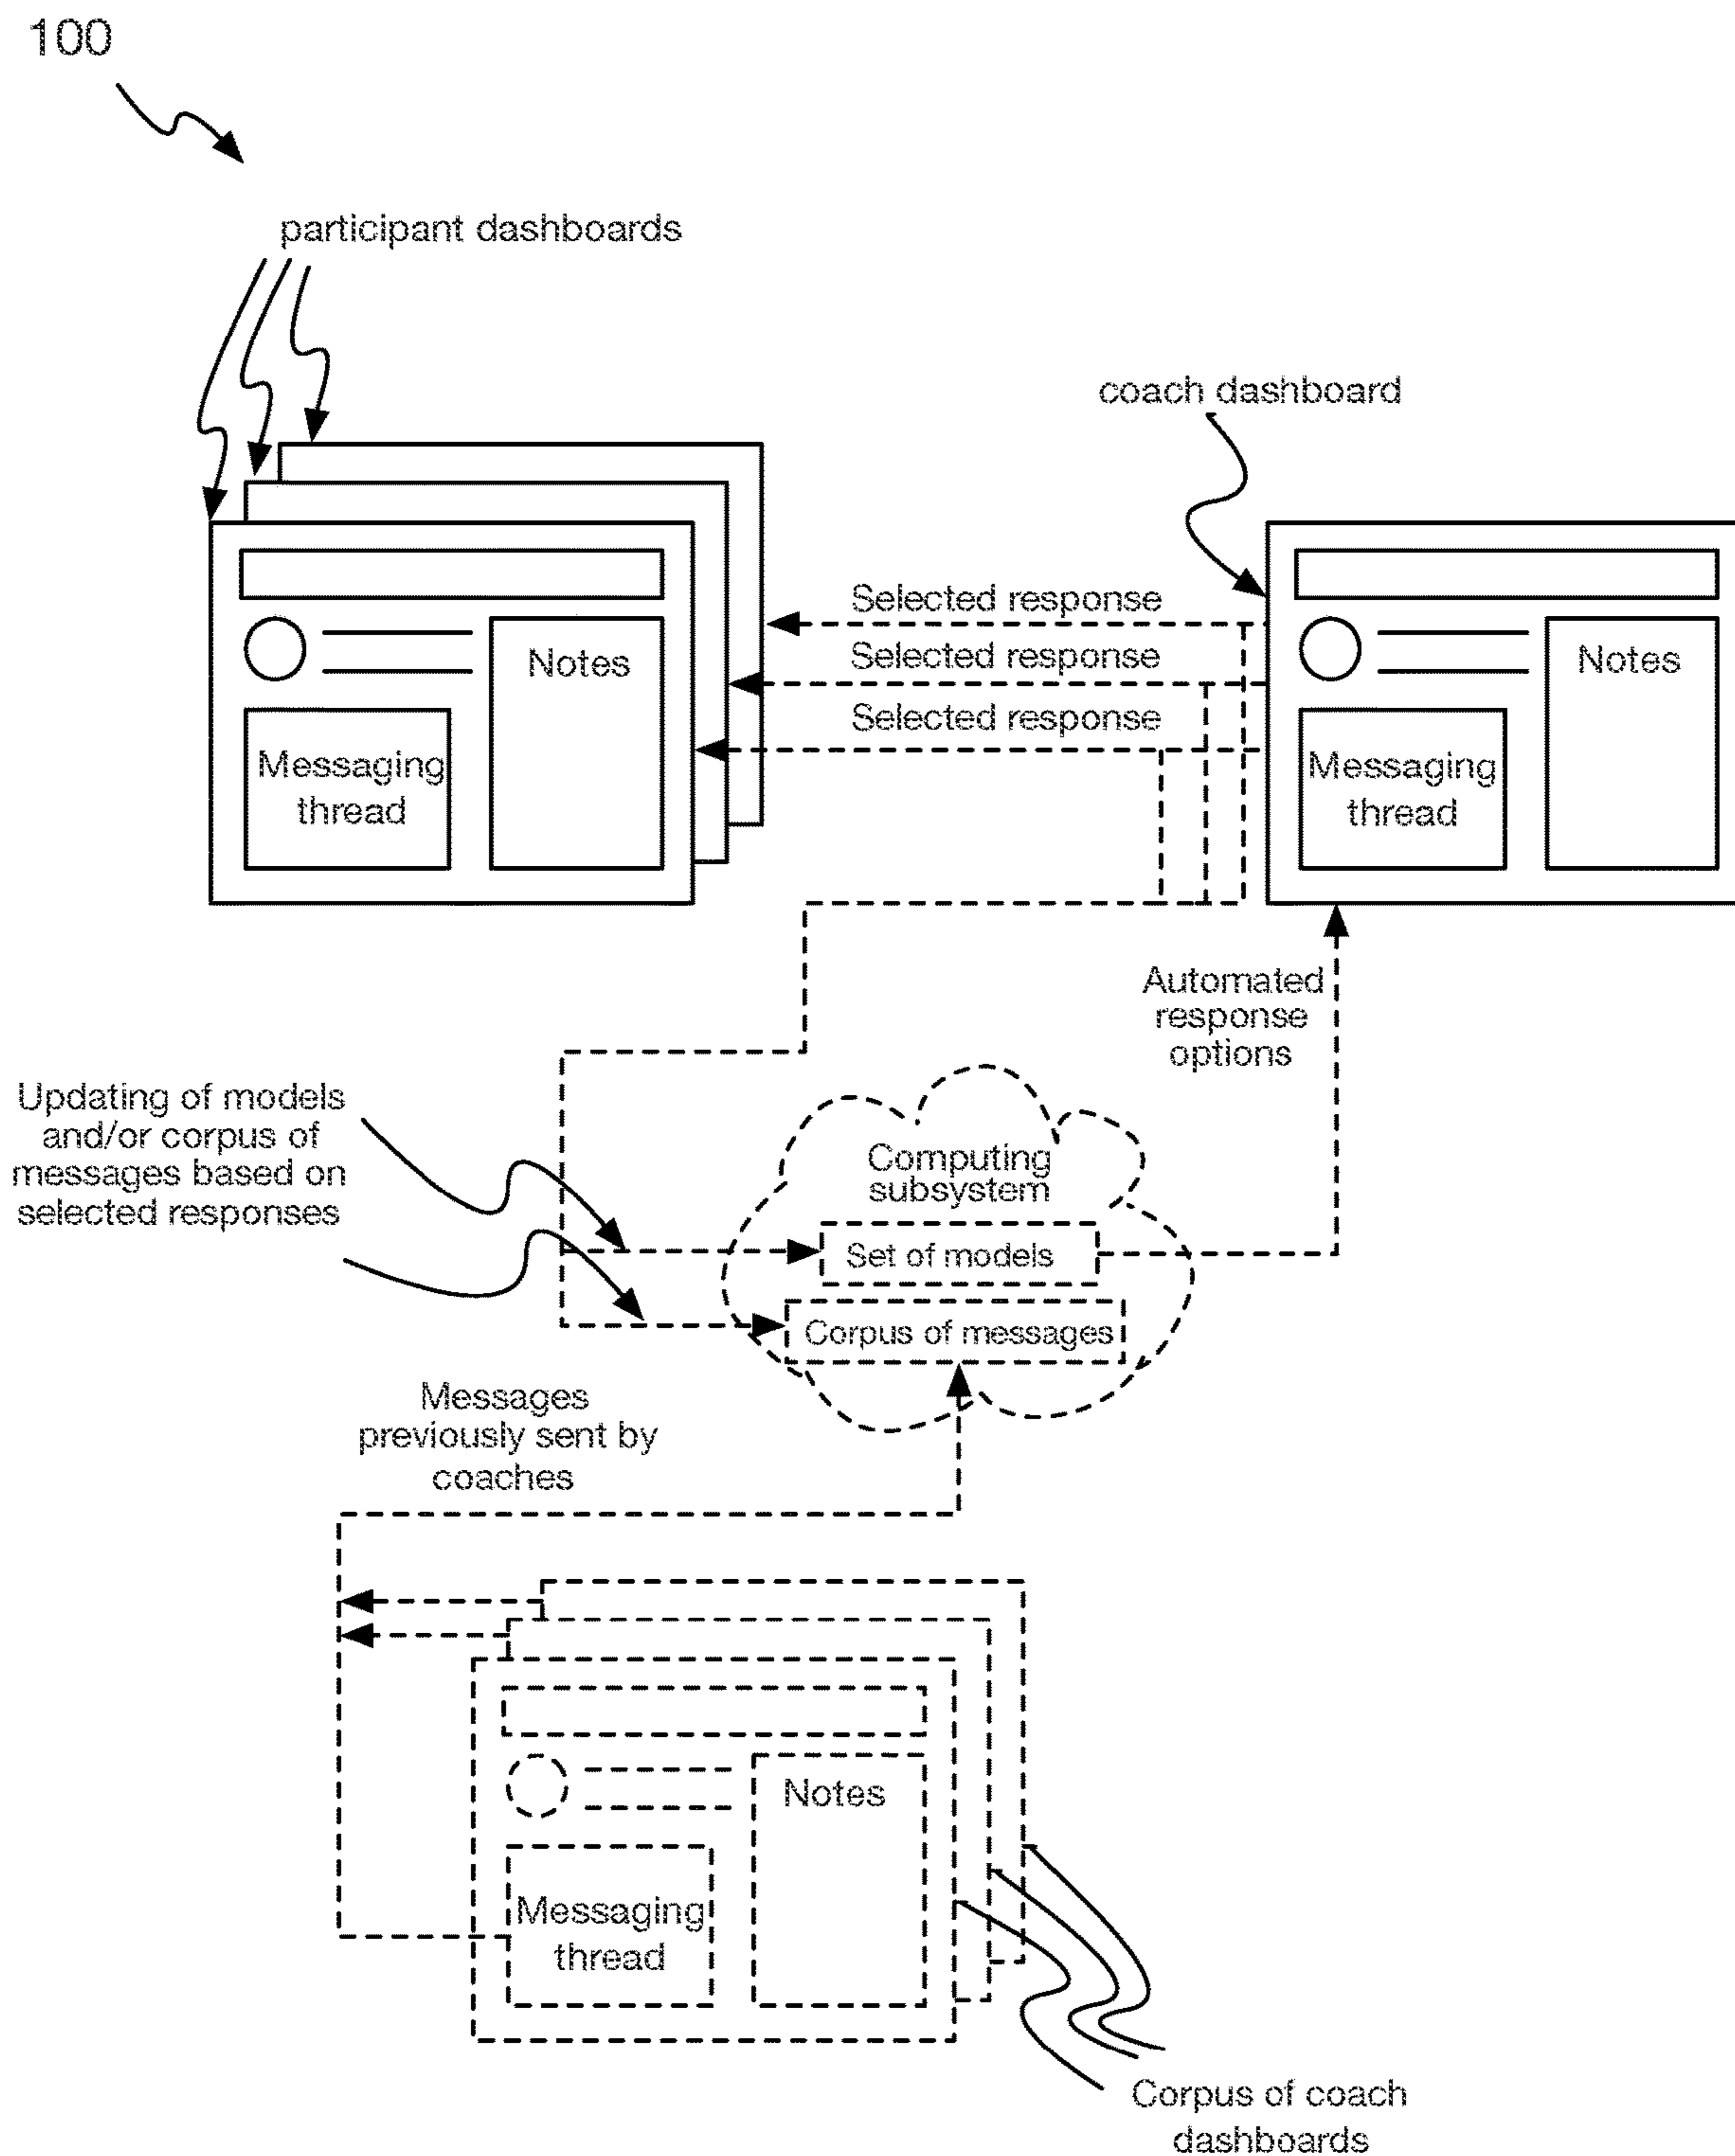 100
participant dashboards
coach dashboard
Selected response
Selected response
Selected response
Notes
Messaging
thread
Notes
Messaging
thread
Automated
response
options
Updating of models
and/or corpus of
messages based on
selected responses
Computing
subsystem
Set of models
Corpus of messages
Messages
previously sent by
coaches
Notes
Messaging
thread
Corpus of coach
dashboards